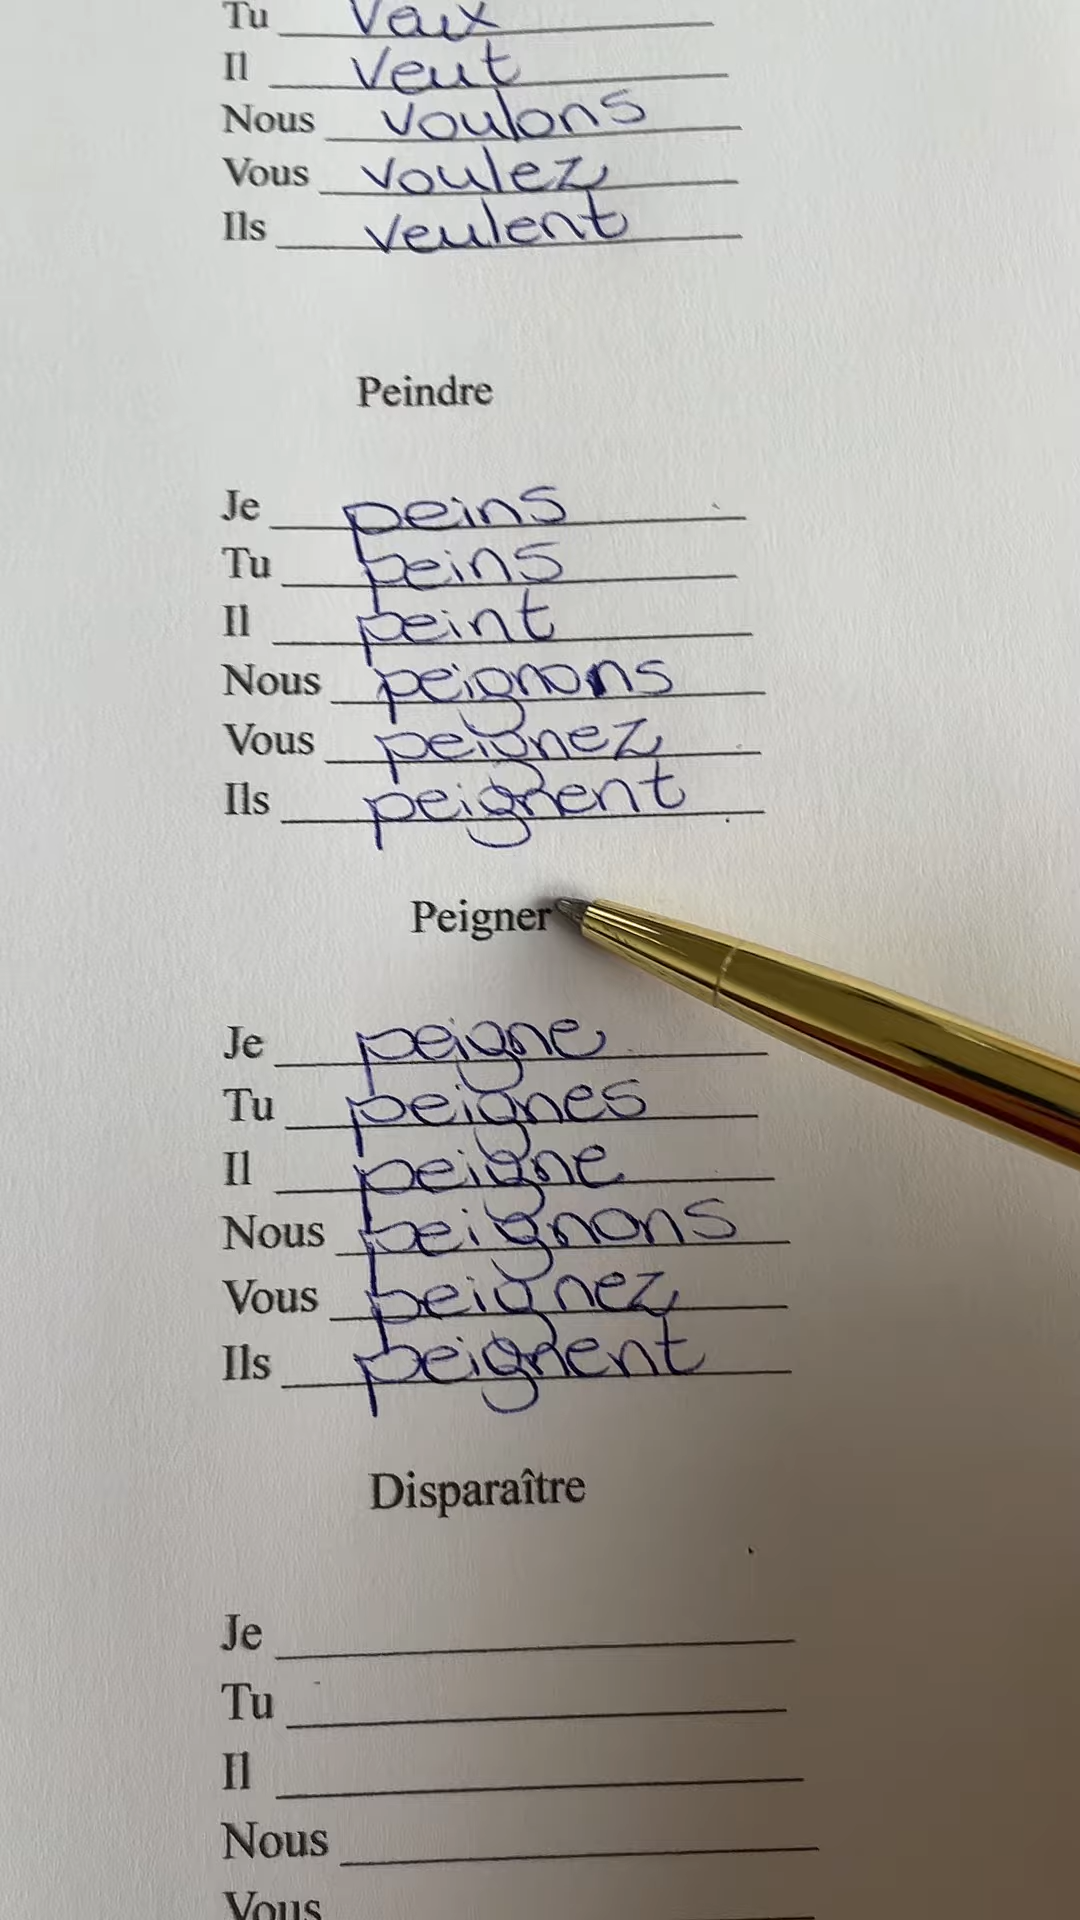 Tu veux
Il veut
Nous voulons
Vous voulez
Ils veulent
Peindre
Je peins
Tu peins
Il peint
Nous peignons
Vous peignez
Ils peignent
Peigner
Je peigne
Tu peignes
Il peigne
Nous peignons
Vous peignez
Ils peignent
Disparaître
Je
Tu
Il
Nous
Vous